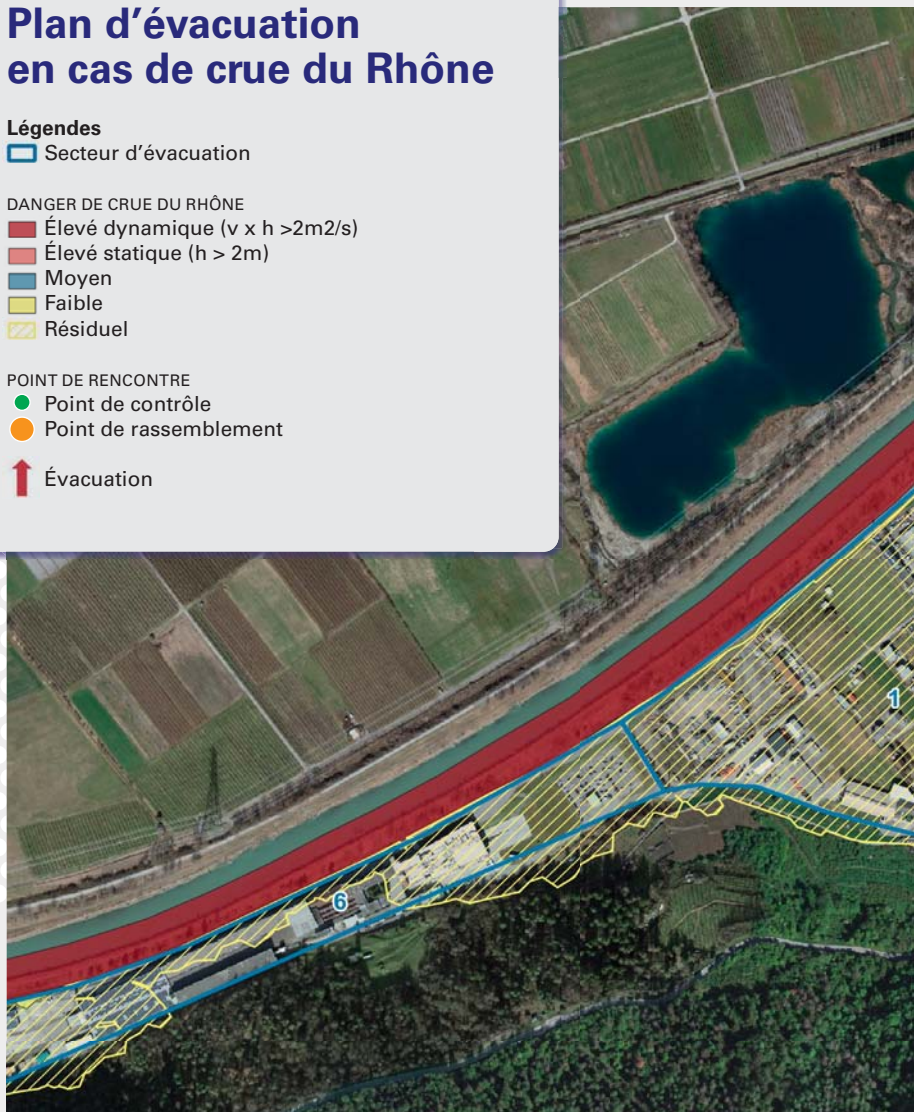 Plan d’évacuation
en cas de crue du Rhône
Légendes
Secteur d’évacuation
DANGER DE CRUE DU RHÔNE
Élevé dynamique (v x h >2m2/s)
Élevé statique (h > 2m)
Moyen
Faible
Résiduel
POINT DE RENCONTRE
Point de contrôle
Point de rassemblement
Évacuation
1
6